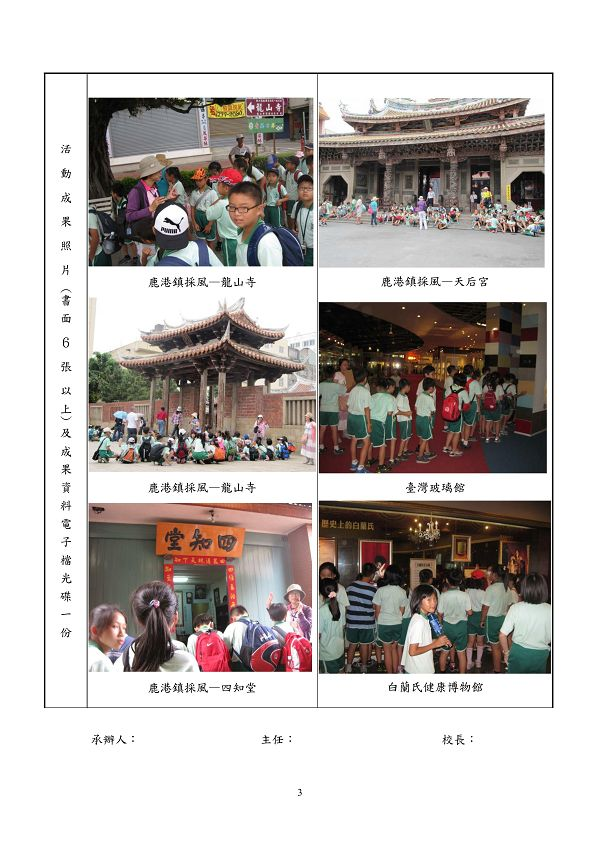 活動成果照片（書面6張以上）及成果資料電子檔光碟一份
龍山寺
PUMA
鹿港鎮採風—龍山寺
鹿港鎮採風—天后宮
鹿港鎮採風—龍山寺
臺灣玻璃館
堂知四
鹿港鎮採風—四知堂
歷史上的白蘭氏
白蘭氏健康博物館
承辦人：
主任：
校長：
3